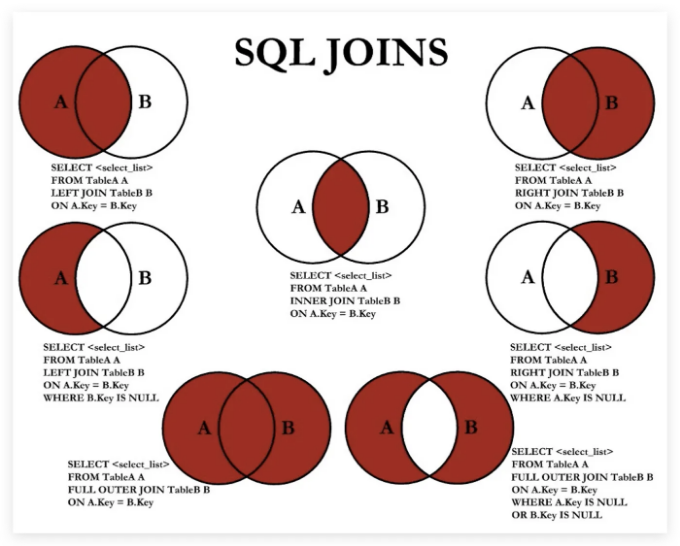 SQL JOINS
A B
SELECT <select_list>
FROM TableA A
LEFT JOIN TableB B
ON A.Key = B.Key
A B
SELECT <select_list>
FROM TableA A
RIGHT JOIN TableB B
ON A.Key = B.Key
A B
SELECT <select_list>
FROM TableA A
INNER JOIN TableB B
ON A.Key = B.Key
A B
SELECT <select_list>
FROM TableA A
LEFT JOIN TableB B
ON A.Key = B.Key
WHERE B.Key IS NULL
A B
SELECT <select_list>
FROM TableA A
RIGHT JOIN TableB B
ON A.Key = B.Key
WHERE A.Key IS NULL
A B
SELECT <select_list>
FROM TableA A
FULL OUTER JOIN TableB B
ON A.Key = B.Key
A B
SELECT <select_list>
FROM TableA A
FULL OUTER JOIN TableB B
ON A.Key = B.Key
WHERE A.Key IS NULL
OR B.Key IS NULL